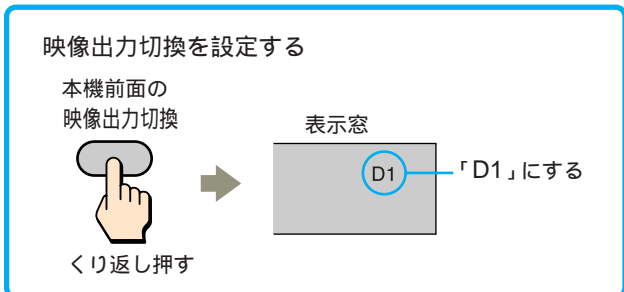 映像出力切換を設定する
本機前面の
映像出力切換
くり返し押す
表示窓
D1
「D1」にする